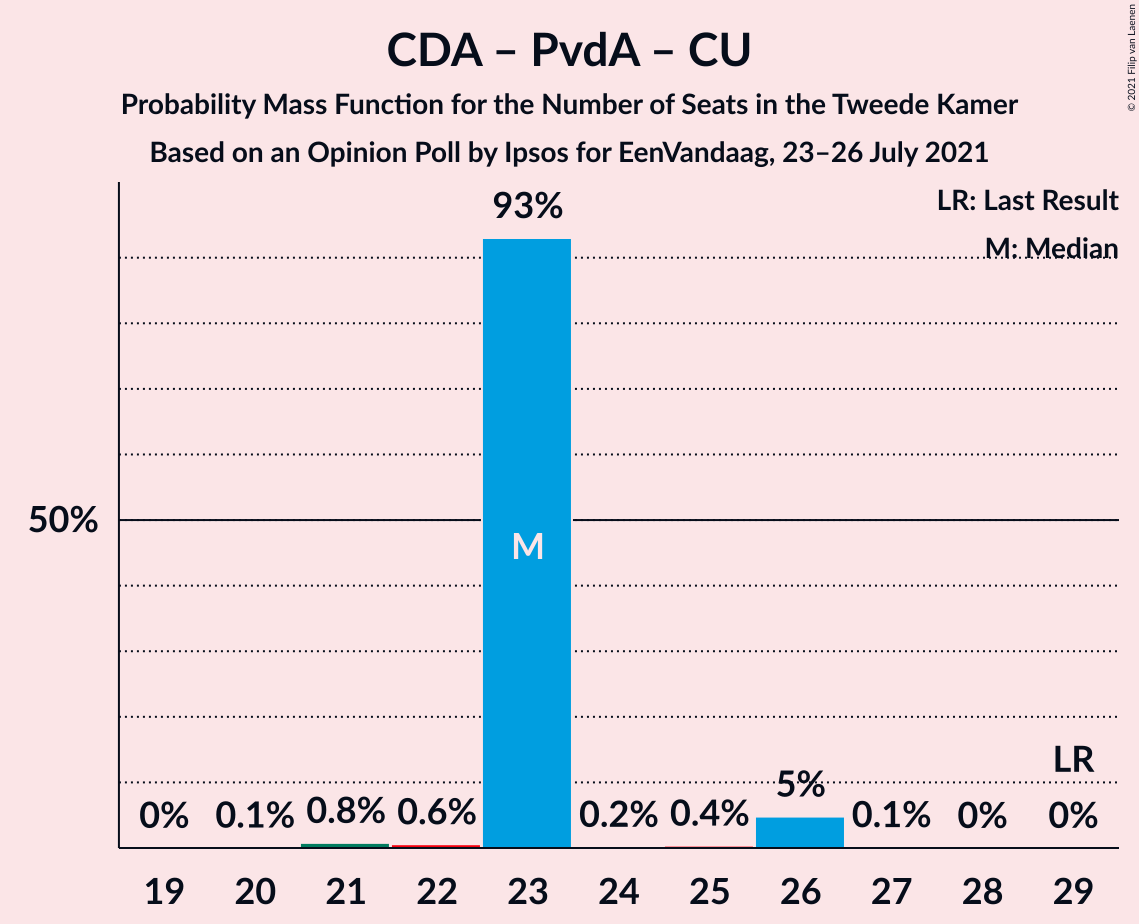 CDA – PvdA – CU
Probability Mass Function for the Number of Seats in the Tweede Kamer
Based on an Opinion Poll by Ipsos for EenVandaag, 23–26 July 2021
© 2021 Filip van Laenen
LR: Last Result
M: Median
93%
50%
M
LR
0% 0.1% 0.8% 0.6% 0.2% 0.4% 5% 0.1% 0% 0%
19 20 21 22 23 24 25 26 27 28 29